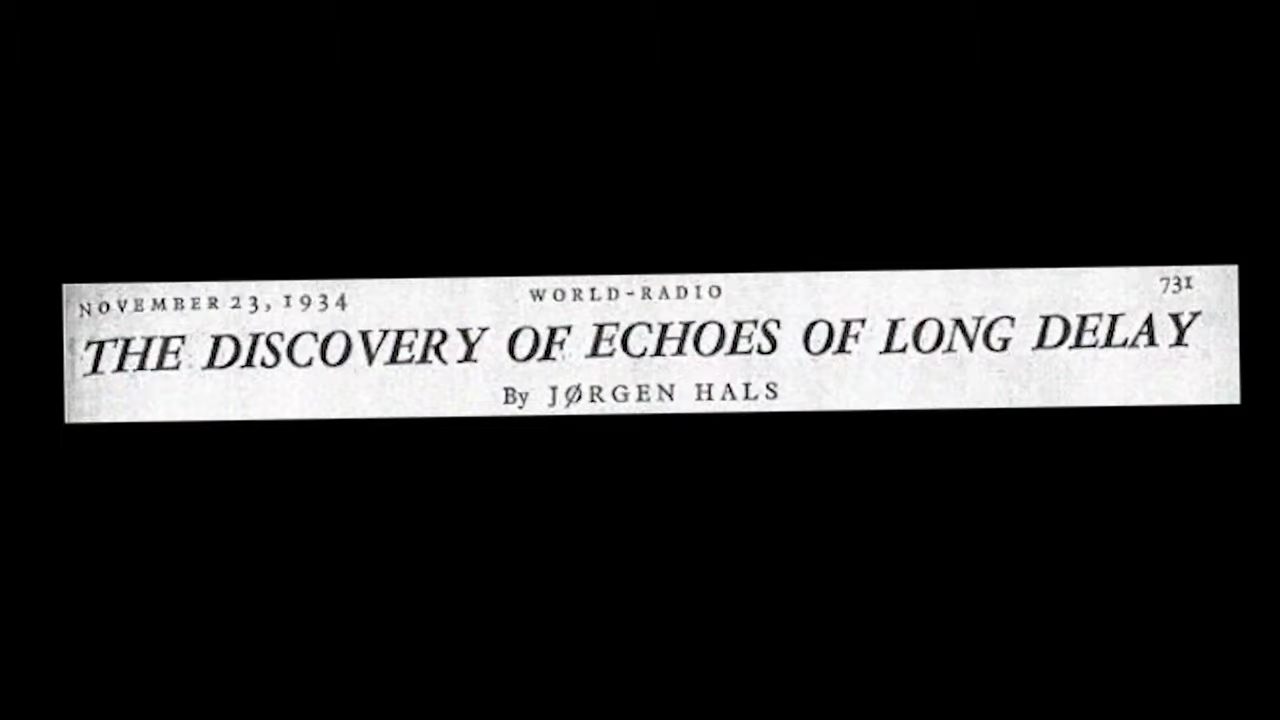 NOVEMBER 23, 1934 WORLD-RADIO 731
THE DISCOVERY OF ECHOES OF LONG DELAY
By JØRGEN HALS